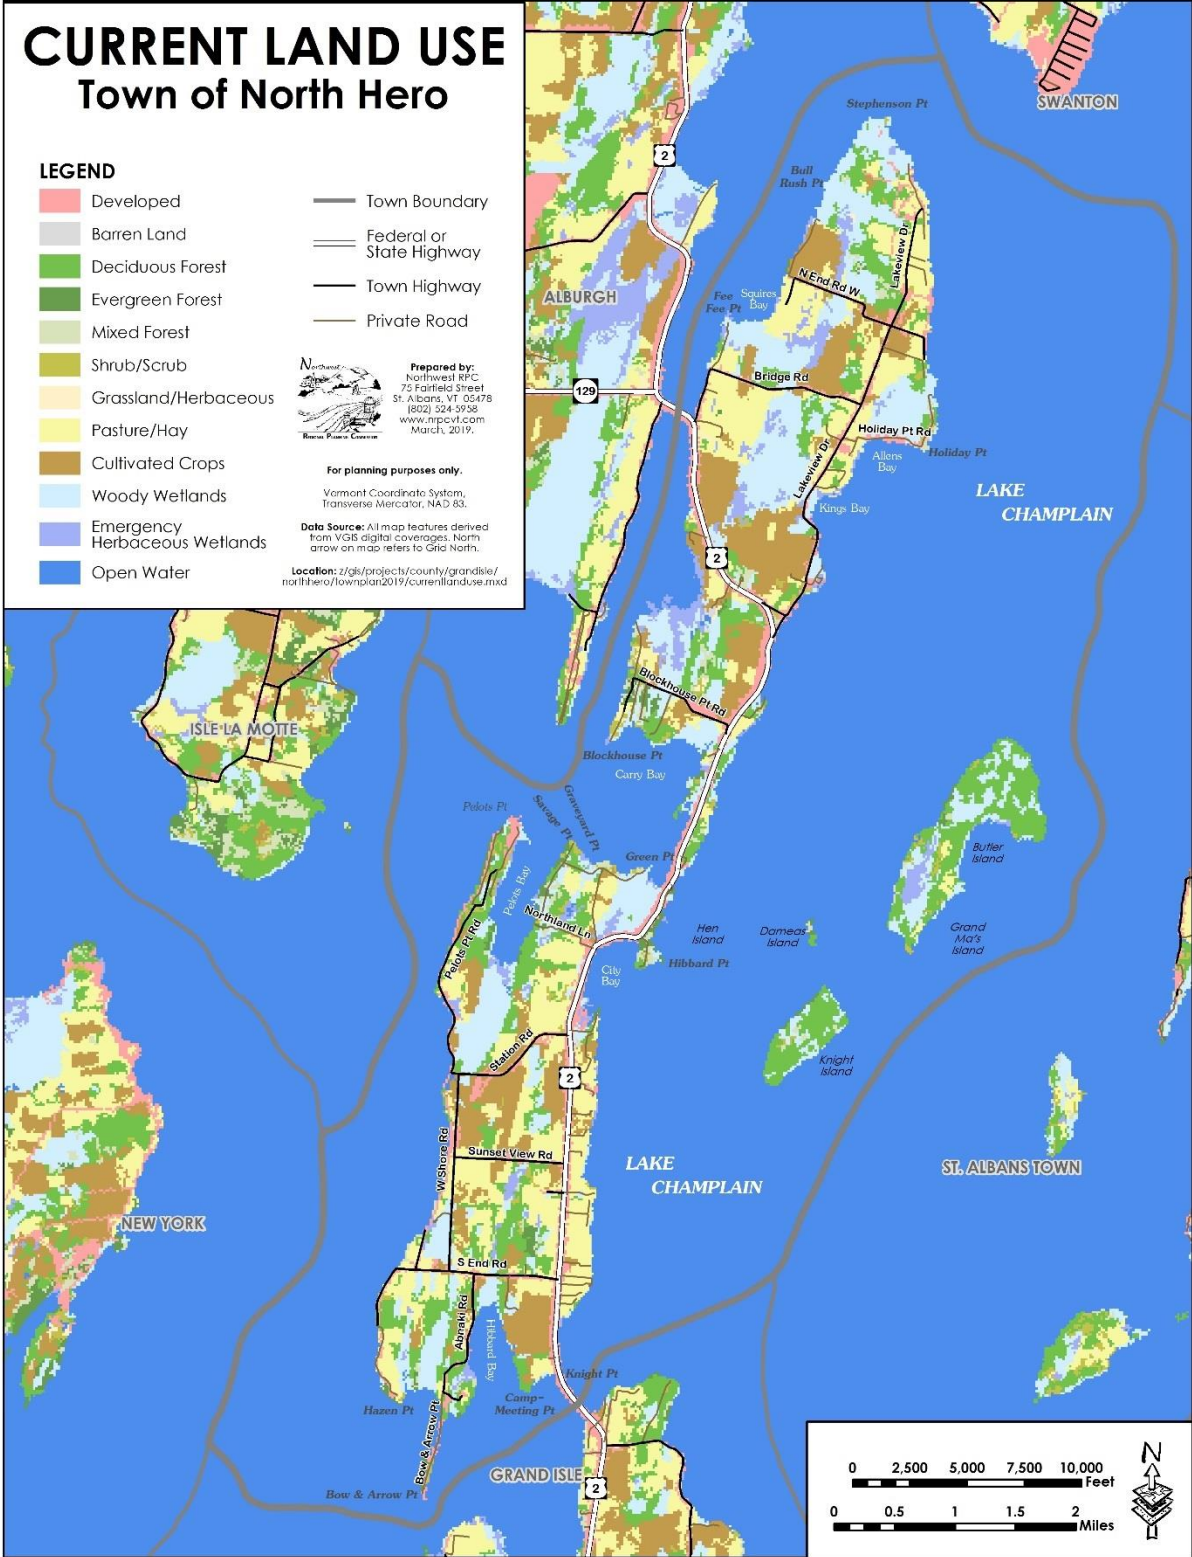 CURRENT LAND USE
Town of North Hero
LEGEND
Developed
Barren Land
Deciduous Forest
Evergreen Forest
Mixed Forest
Shrub/Scrub
Grassland/Herbaceous
Pasture/Hay
Cultivated Crops
Woody Wetlands
Emergency
Herbaceous Wetlands
Open Water
Town Boundary
Federal or
State Highway
Town Highway
Private Road
Northwest
Regional Planning Commission
Prepared by:
Northwest RPC
75 Fairfield Street
St. Albans, VT 05478
(802) 524-5958
www.nrpcvt.com
March, 2019.
For planning purposes only.
Vermont Coordinate System,
Transverse Mercator, NAD 83.
Data Source: All map features derived
from VGIS digital coverages. North
arrow on map refers to Grid North.
Location: z/gis/projects/county/grandisle/
northhero/townplan2019/currentlanduse.mxd
SWANTON
Stephenson Pt
2
Bull
Rush Pt
Lakeview Dr
N End Rd W
ALBURGH
Squires
Bay
Fee
Fee Pt
Bridge Rd
129
Holiday Pt Rd
Holiday Pt
Allens
Bay
Lakeview Dr
LAKE
CHAMPLAIN
Kings Bay
2
Blockhouse Pt Rd
ISLE LA MOTTE
Blockhouse Pt
Carry Bay
Pelots Pt
Savage Pt
Graveyard Pt
Green Pt
Butler
Island
Pelots Bay
Northland Ln
Pelots Pt Rd
Hen
Island
Dameas
Island
Grand
Ma's
Island
Hibbard Pt
City
Bay
Station Rd
Knight
Island
2
W Shore Rd
Sunset View Rd
LAKE
CHAMPLAIN
ST. ALBANS TOWN
NEW YORK
S End Rd
Abnaki Rd
Hibbard Bay
Knight Pt
Hazen Pt
Camp-
Meeting Pt
Bow & Arrow Pt
GRAND ISLE
Bow & Arrow Pt
2
0 2,500 5,000 7,500 10,000
Feet
0 0.5 1 1.5 2
Miles
N